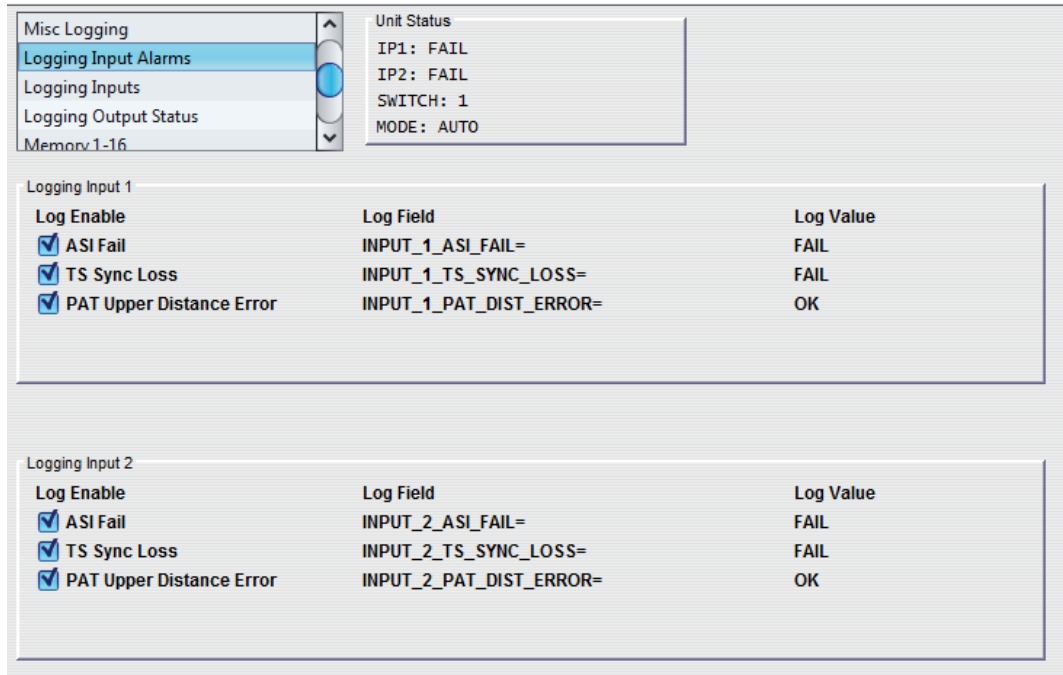 Misc Logging
Logging Input Alarms
Logging Inputs
Logging Output Status
Memory 1-16
Unit Status
IP1: FAIL
IP2: FAIL
SWITCH: 1
MODE: AUTO
Logging Input 1
Log Enable Log Field Log Value
ASI Fail INPUT_1_ASI_FAIL= FAIL
TS Sync Loss INPUT_1_TS_SYNC_LOSS= FAIL
PAT Upper Distance Error INPUT_1_PAT_DIST_ERROR= OK
Logging Input 2
Log Enable Log Field Log Value
ASI Fail INPUT_2_ASI_FAIL= FAIL
TS Sync Loss INPUT_2_TS_SYNC_LOSS= FAIL
PAT Upper Distance Error INPUT_2_PAT_DIST_ERROR= OK